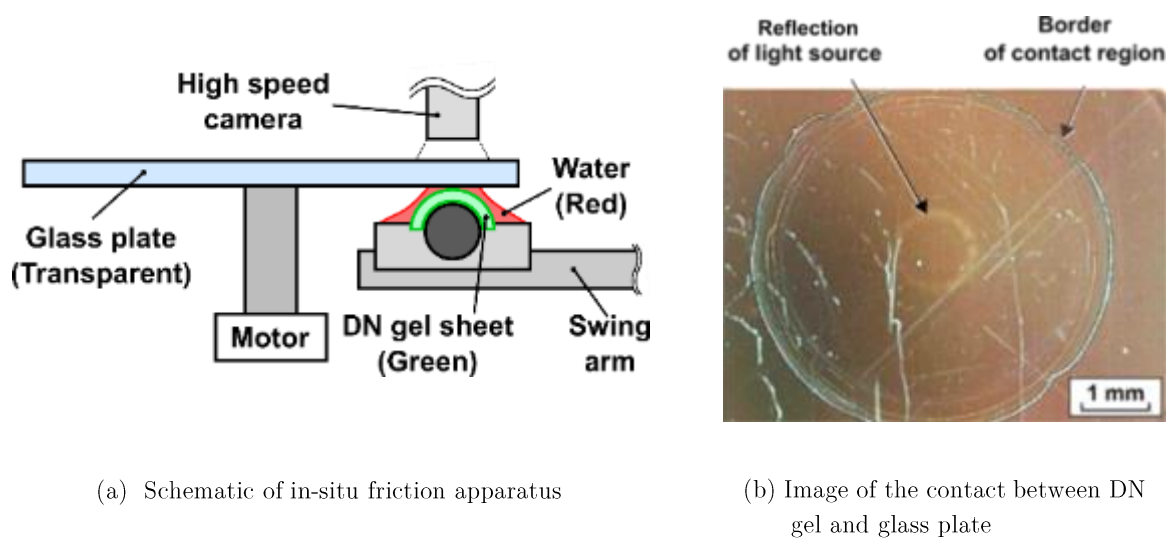 High speed
camera
Water
(Red)
Glass plate
(Transparent)
Motor
DN gel sheet
(Green)
Swing
arm
(a) Schematic of in-situ friction apparatus
Reflection
of light source
Border
of contact region
1 mm
(b) Image of the contact between DN
gel and glass plate